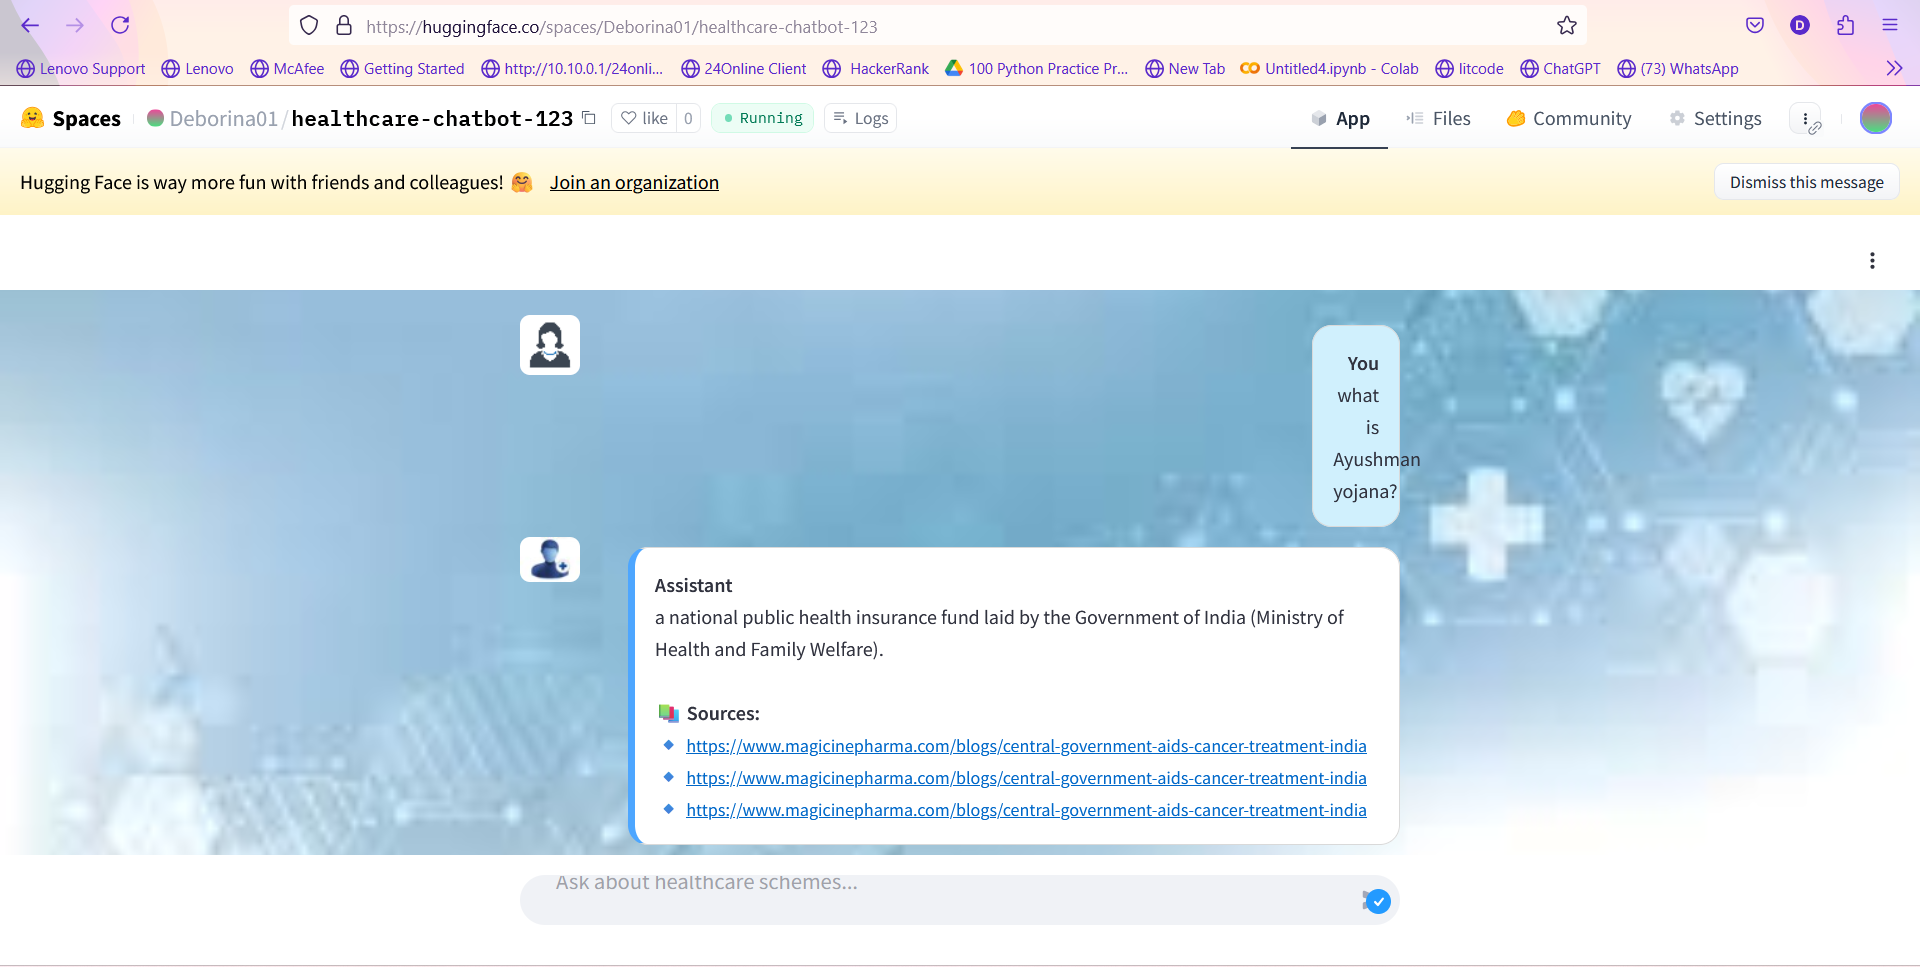 https://huggingface.co/spaces/Deborina01/healthcare-chatbot-123
D
Lenovo Support Lenovo McAfee Getting Started http://10.10.0.1/24onli... 24Online Client HackerRank 100 Python Practice Pr... New Tab Untitled4.ipynb - Colab litcode ChatGPT (73) WhatsApp
Spaces Deborina01/healthcare-chatbot-123 like 0 Running Logs App Files Community Settings
Hugging Face is way more fun with friends and colleagues! 🤗 Join an organization Dismiss this message
You
what
is
Ayushman
yojana?
Assistant
a national public health insurance fund laid by the Government of India (Ministry of
Health and Family Welfare).
📚 Sources:
🔹 https://www.magicinepharma.com/blogs/central-government-aids-cancer-treatment-india
🔹 https://www.magicinepharma.com/blogs/central-government-aids-cancer-treatment-india
🔹 https://www.magicinepharma.com/blogs/central-government-aids-cancer-treatment-india
Ask about healthcare schemes...